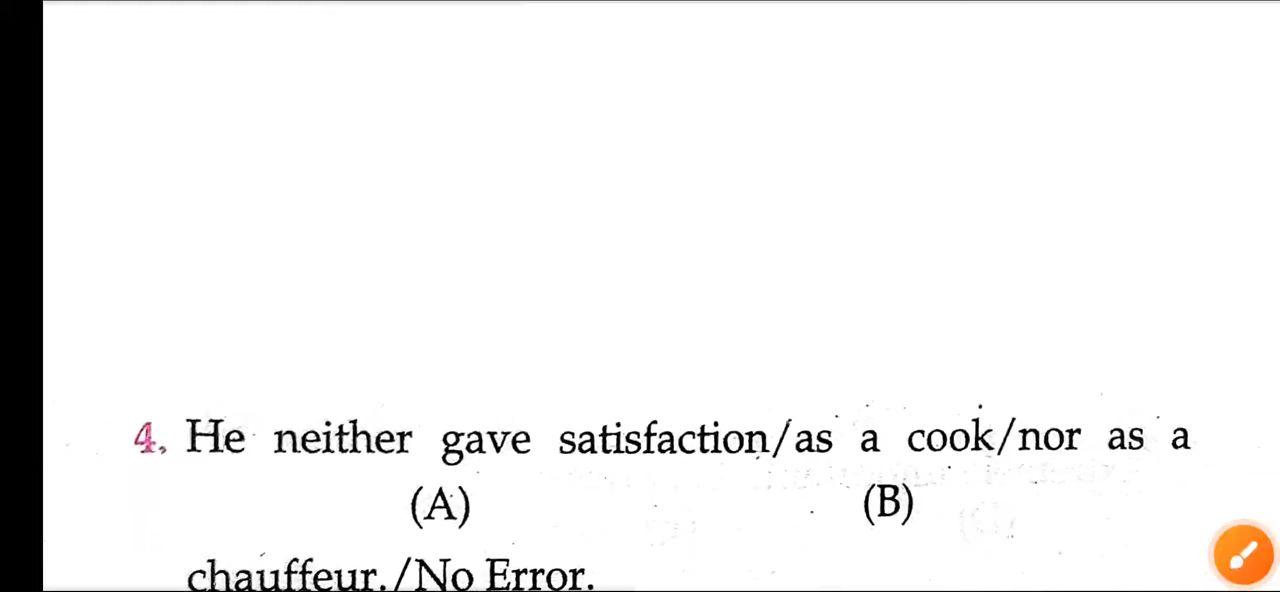 4. He neither gave satisfaction/as a cook/nor as a
(A) (B)
chauffeur./No Error.